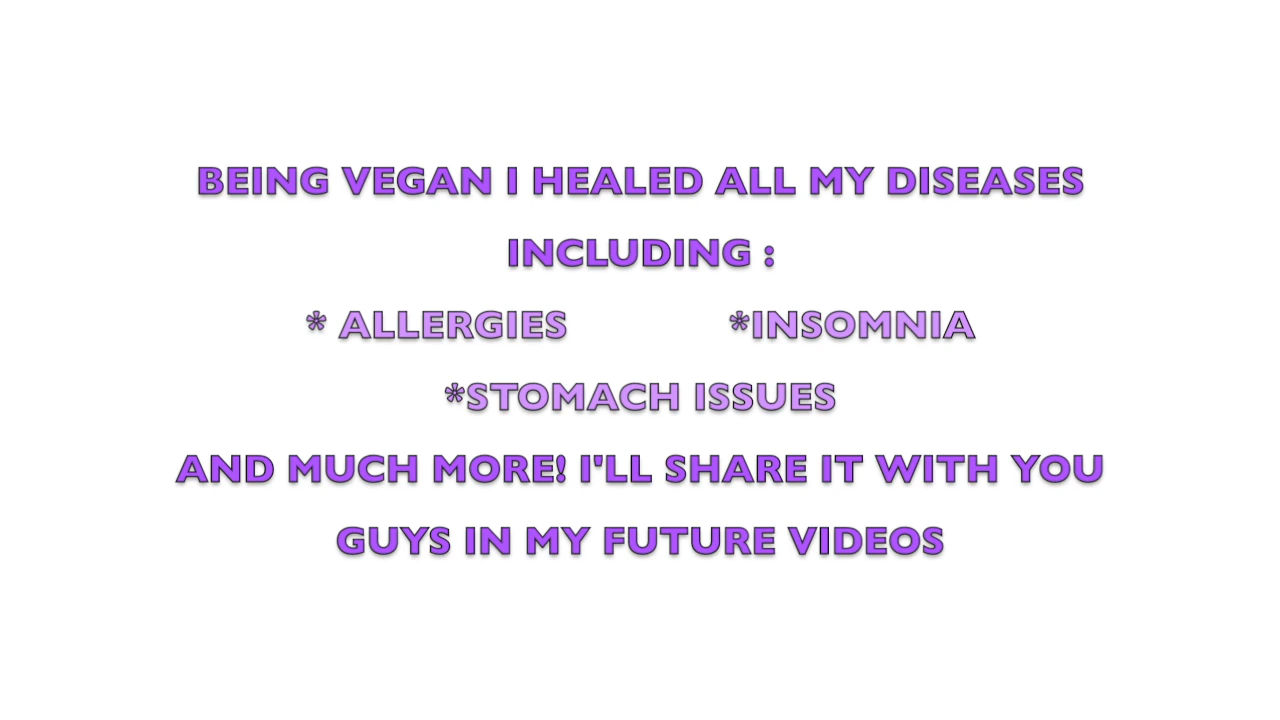 BEING VEGAN I HEALED ALL MY DISEASES
INCLUDING :
* ALLERGIES *INSOMNIA
*STOMACH ISSUES
AND MUCH MORE! I'LL SHARE IT WITH YOU
GUYS IN MY FUTURE VIDEOS